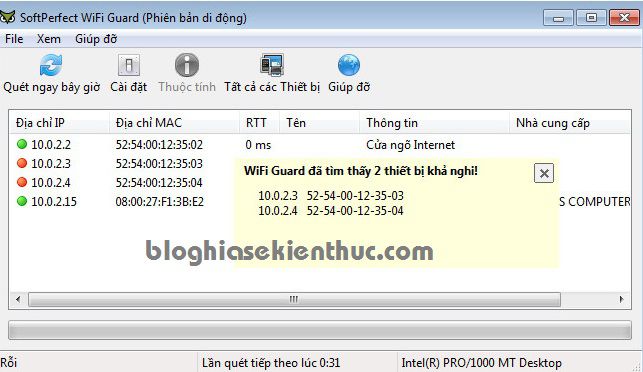 SoftPerfect WiFi Guard (Phiên bản di động)
File Xem Giúp đỡ
Quét ngay bây giờ Cài đặt Thuộc tính Tất cả các Thiết bị Giúp đỡ
Địa chỉ IP Địa chỉ MAC RTT Tên Thông tin Nhà cung cấp
10.0.2.2 52:54:00:12:35:02 0 ms Cửa ngõ Internet
10.0.2.3 52:54:00:12:35:03
10.0.2.4 52:54:00:12:35:04
10.0.2.15 08:00:27:F1:3B:E2 S COMPUTER
WiFi Guard đã tìm thấy 2 thiết bị khả nghi!
10.0.2.3 52-54-00-12-35-03
10.0.2.4 52-54-00-12-35-04
bloghiasekienthuc.com
Rỗi Lần quét tiếp theo lúc 0:31 Intel(R) PRO/1000 MT Desktop